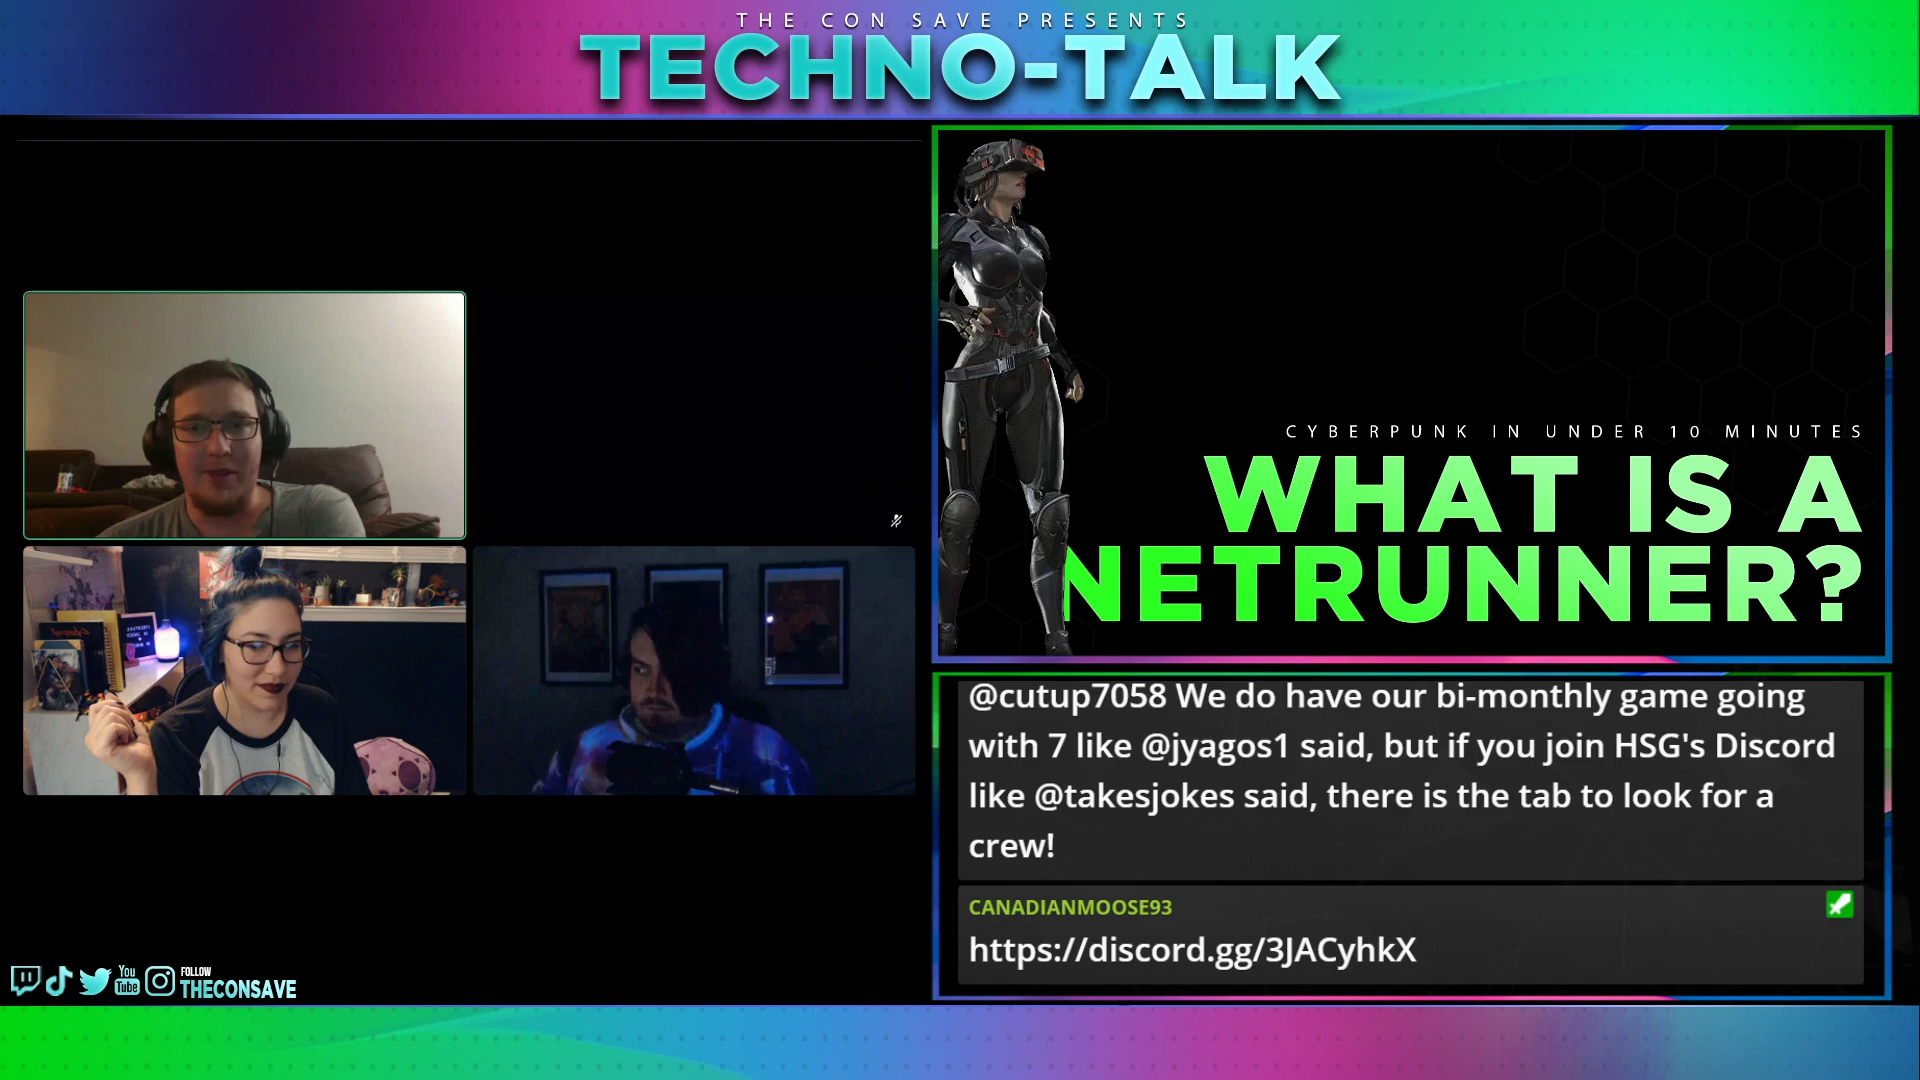 THE CON SAVE PRESENTS
TECHNO-TALK
CYBERPUNK IN UNDER 10 MINUTES
WHAT IS A
NETRUNNER?
@cutup7058 We do have our bi-monthly game going
with 7 like @jyagos1 said, but if you join HSG's Discord
like @takesjokes said, there is the tab to look for a
crew!
CANADIANMOOSE93
https://discord.gg/3JACyhkX
You
Tube
FOLLOW
THECONSAVE